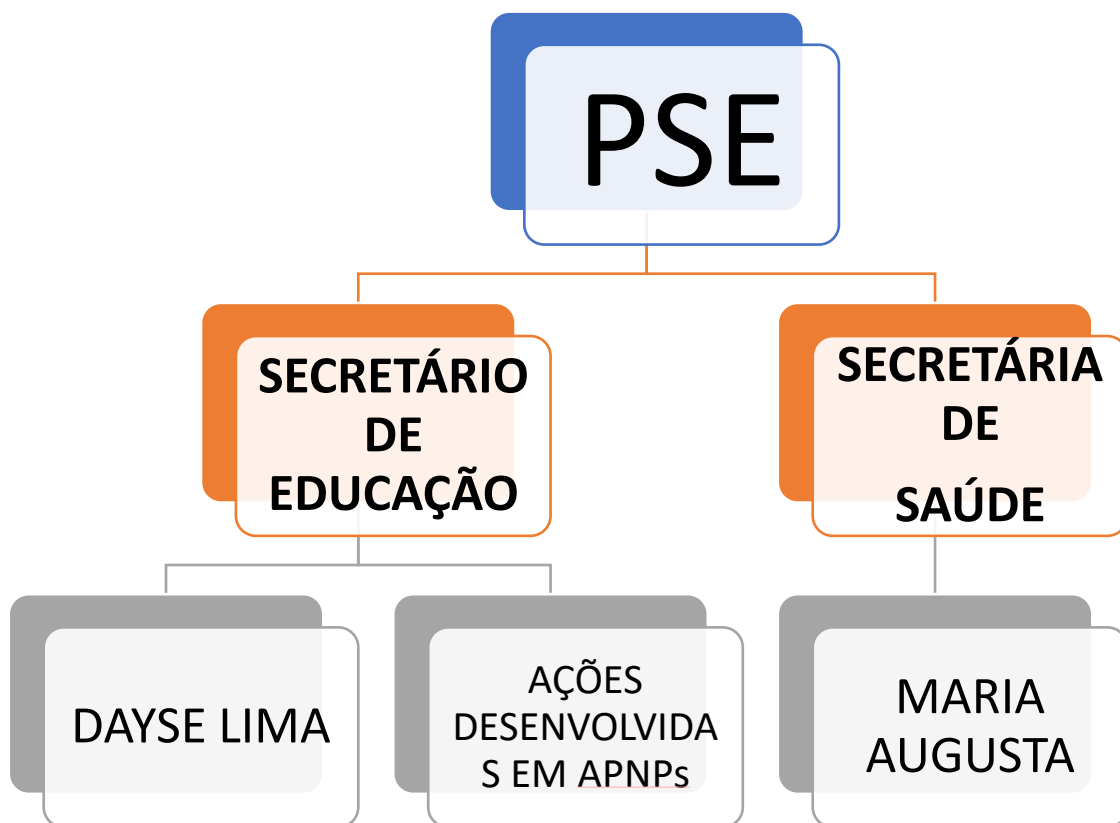 PSE
SECRETÁRIO
DE
EDUCAÇÃO
SECRETÁRIA
DE
SAÚDE
DAYSE LIMA
AÇÕES
DESENVOLVIDA
S EM APNPs
MARIA
AUGUSTA